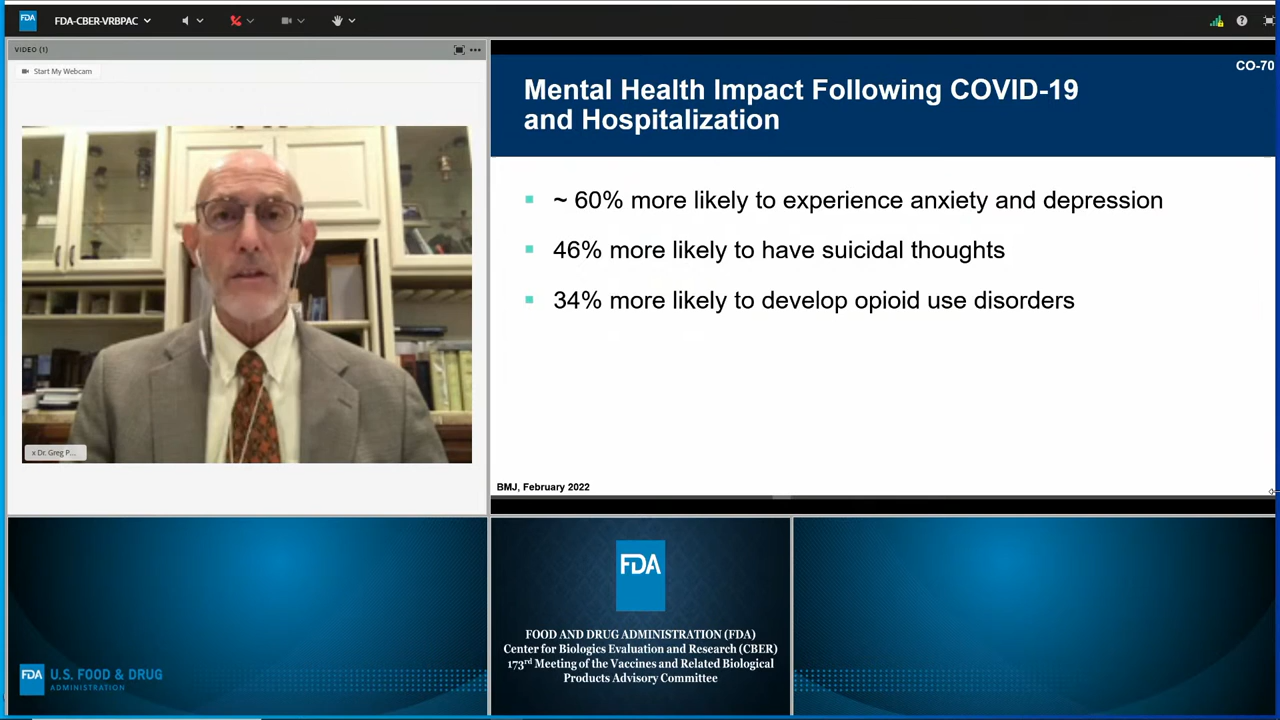 FDA
FDA-CBER-VRBPAC
VIDEO (1)
Start My Webcam
x Dr. Greg P...
CO-70
Mental Health Impact Following COVID-19
and Hospitalization
~ 60% more likely to experience anxiety and depression
46% more likely to have suicidal thoughts
34% more likely to develop opioid use disorders
BMJ, February 2022
FDA
U.S. FOOD & DRUG
ADMINISTRATION
FDA
FOOD AND DRUG ADMINISTRATION (FDA)
Center for Biologics Evaluation and Research (CBER)
173rd Meeting of the Vaccines and Related Biological
Products Advisory Committee